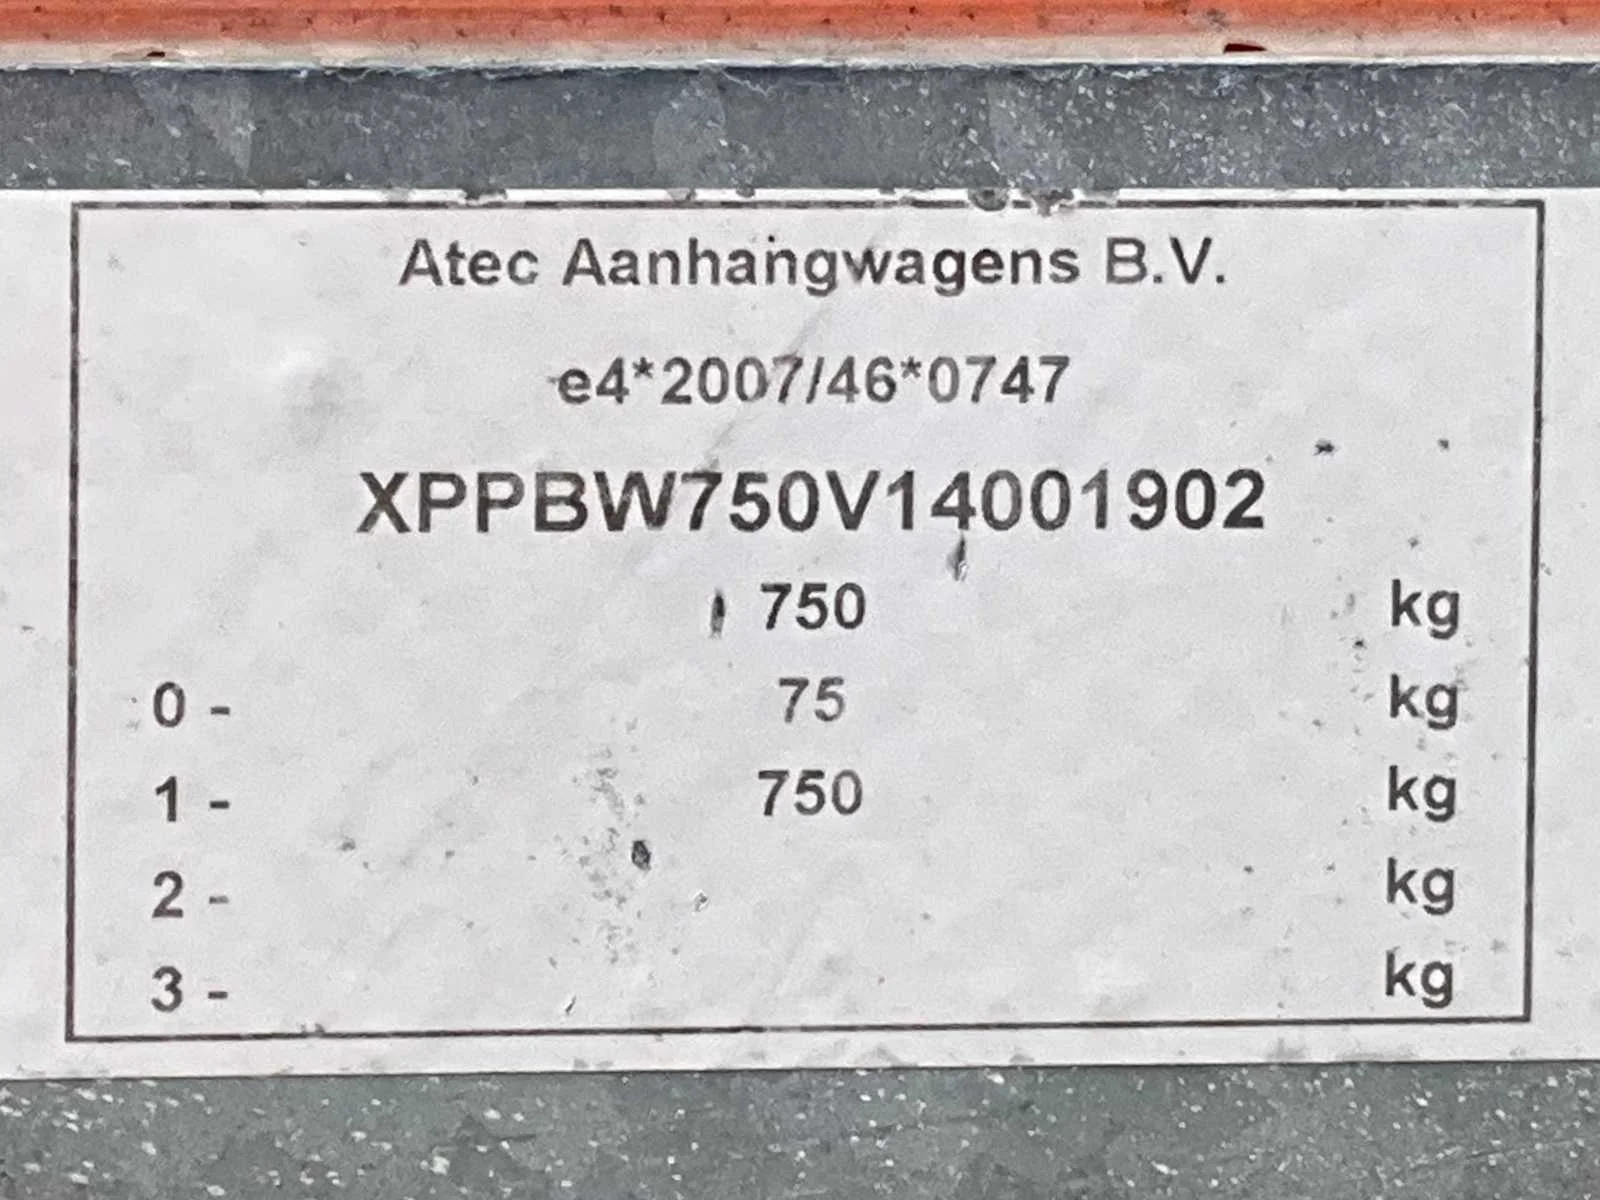 Atec Aanhangwagens B.V.
e4*2007/46*0747
XPPBW750V14001902
750 kg
0 - 75 kg
1 - 750 kg
2 - kg
3 - kg